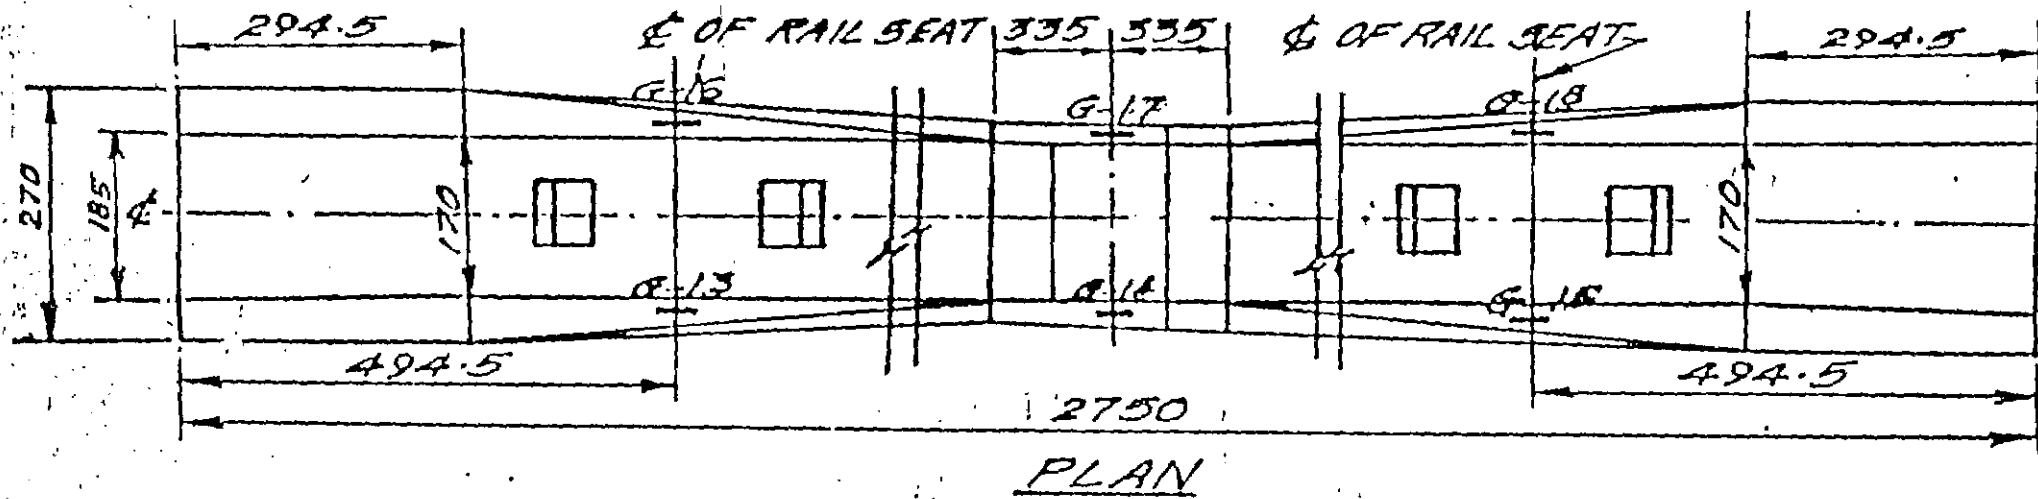 294.5 ℄ OF RAIL SEAT 335 335 ℄ OF RAIL SEAT 294.5
G-16 G-17 G-18
270 185 ℄ 170 170
G-13 G-14 G-15
494.5 494.5
2750
PLAN